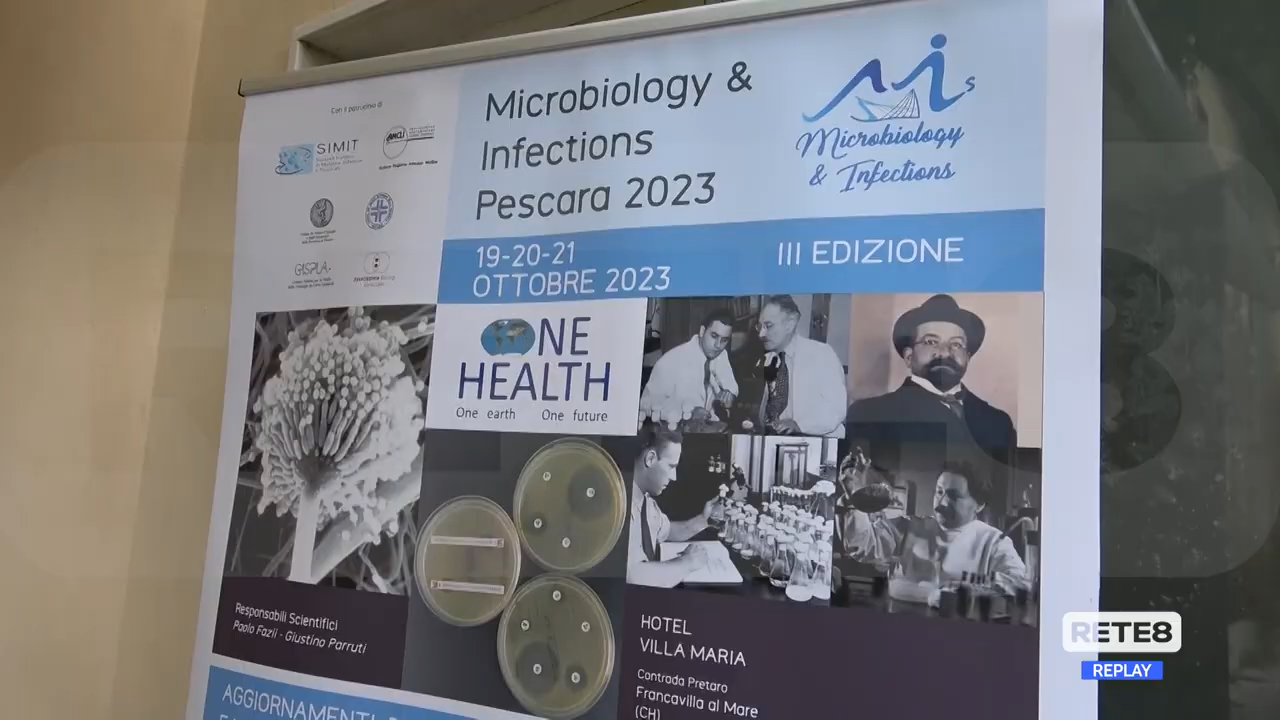 Con il patrocinio di
SIMIT
AMCLI
GISPLA
Microbiology &
Infections
Pescara 2023
Mis
Microbiology
& Infections
19-20-21
OTTOBRE 2023
III EDIZIONE
ONE
HEALTH
One earth One future
Responsabili Scientifici
Paolo Fazii - Giustino Parruti
HOTEL
VILLA MARIA
Contrada Pretaro
Francavilla al Mare
(CH)
AGGIORNAMENTI
RETE8
REPLAY